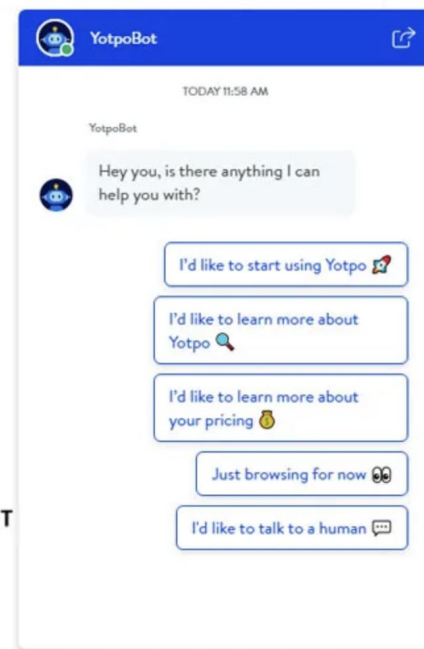 YotpoBot
TODAY 11:58 AM
YotpoBot
Hey you, is there anything I can
help you with?
I'd like to start using Yotpo 🚀
I'd like to learn more about
Yotpo 🔍
I'd like to learn more about
your pricing 💰
Just browsing for now 👀
T
I'd like to talk to a human 💬